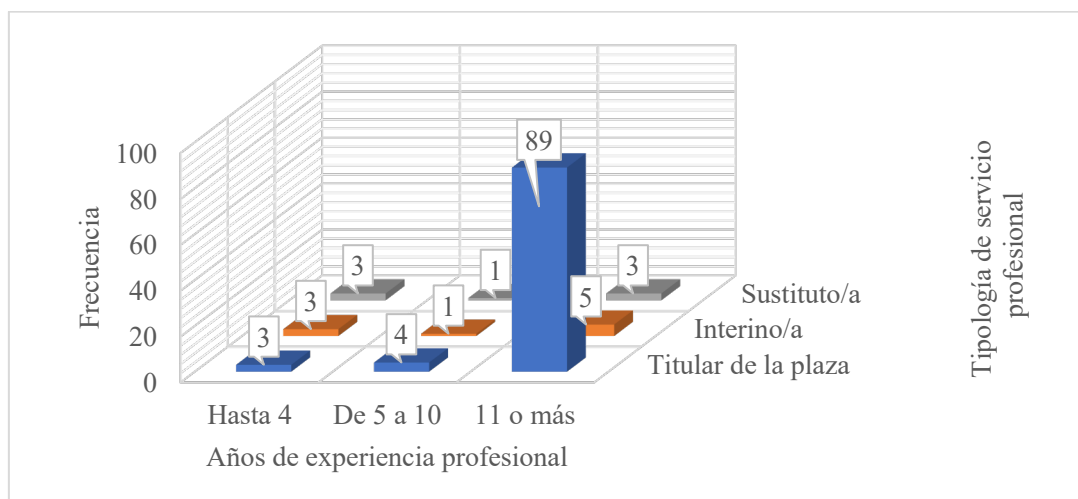 100
80
60
40
20
0
Frecuencia
89
3
1
3
3
1
5
3
4
Sustituto/a
Interino/a
Titular de la plaza
Hasta 4
De 5 a 10
11 o más
Años de experiencia profesional
Tipología de servicio
profesional